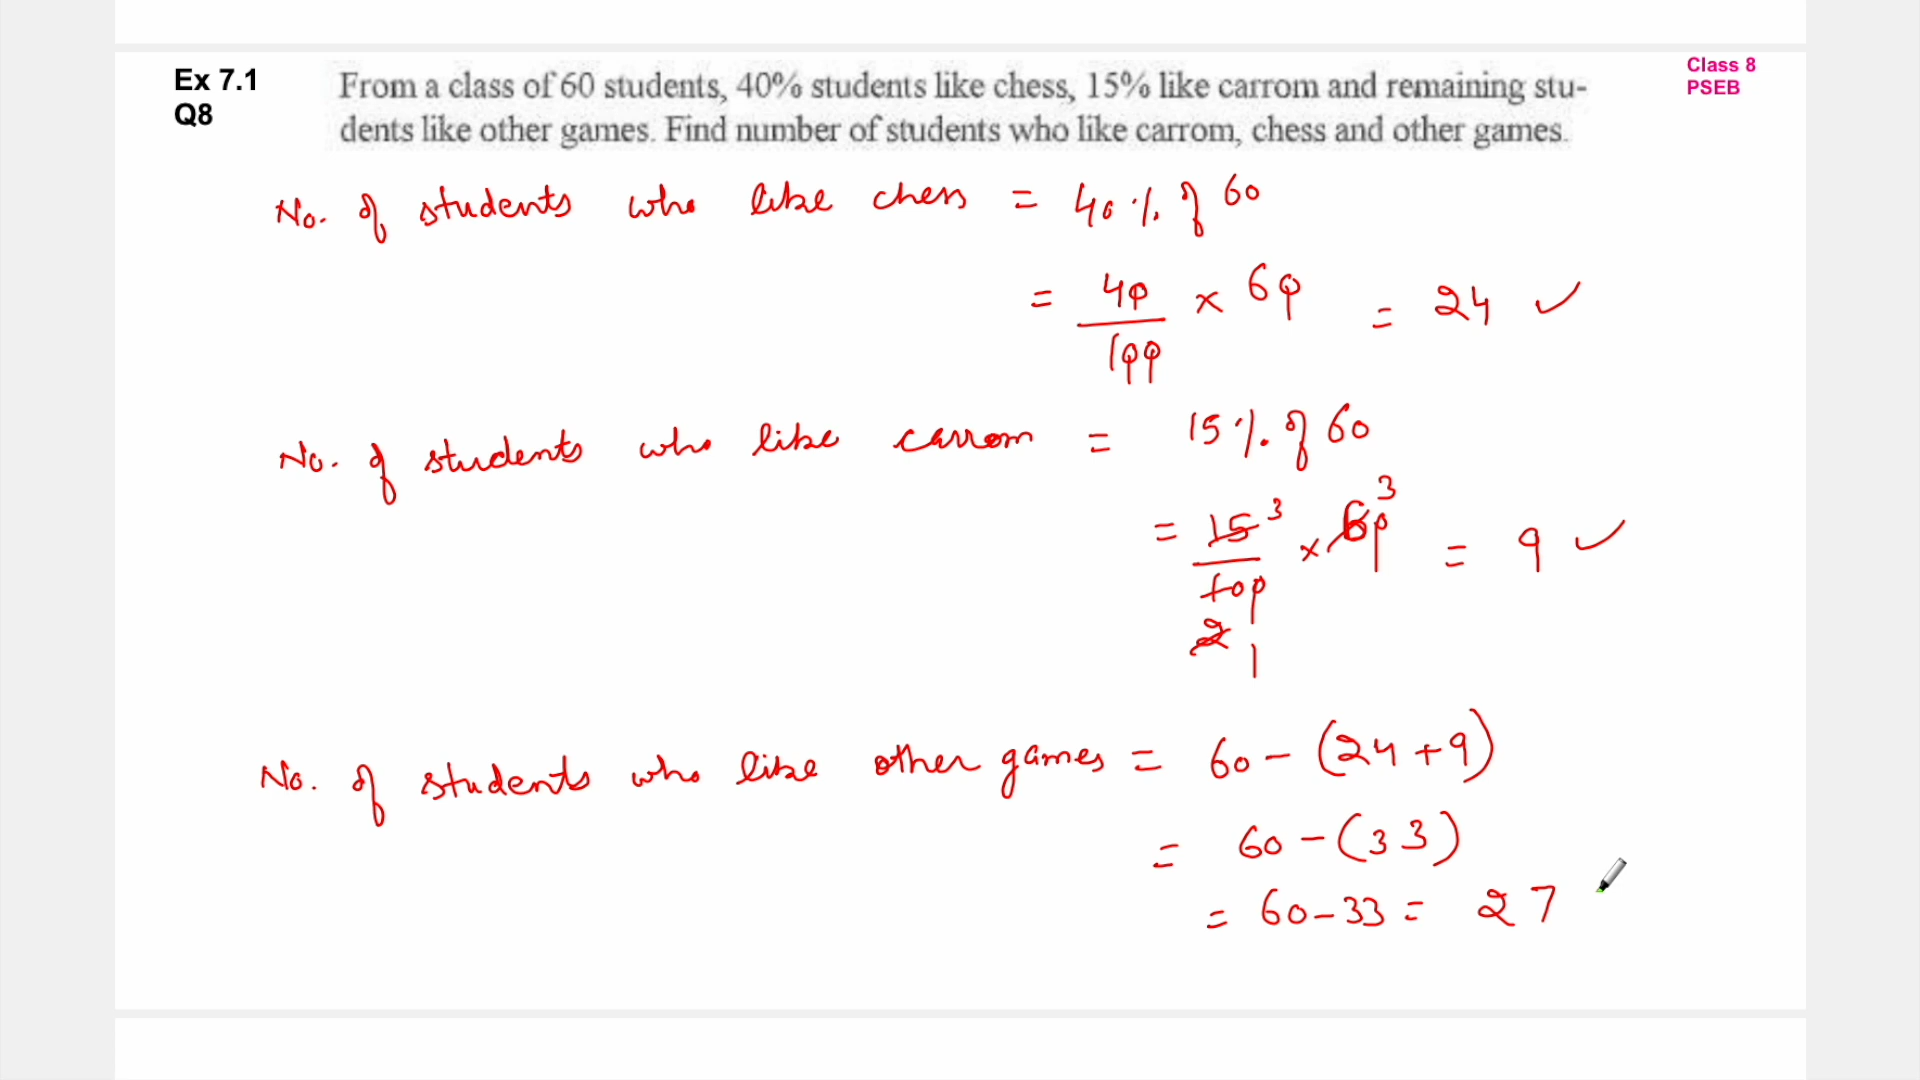 Ex 7.1
Q8
From a class of 60 students, 40% students like chess, 15% like carrom and remaining stu-
dents like other games. Find number of students who like carrom, chess and other games.
Class 8
PSEB
No. of students who like chess = 40 % of 60
= 40/100 × 60 = 24 ✓
No. of students who like carrom = 15 % of 60
= 15 3 × 60 3 = 9 ✓
100
2 1
No. of students who like other games = 60 - (24 + 9)
= 60 - (33)
= 60 - 33 = 27